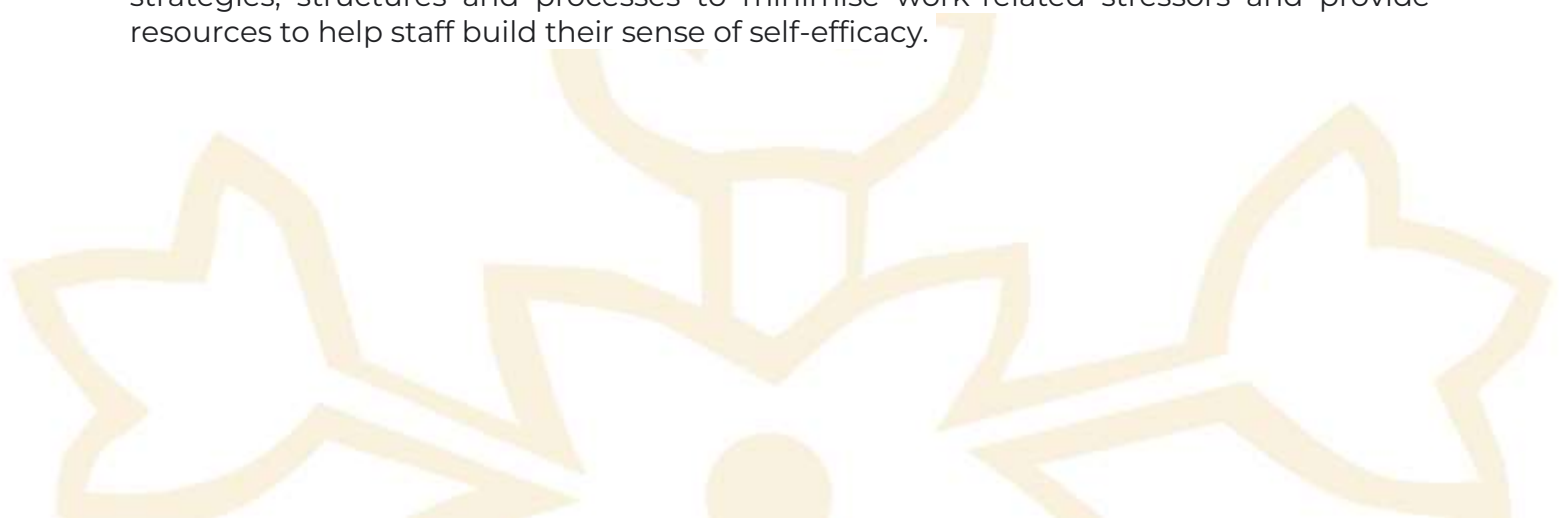 strategies, structures and processes to minimise work-related stressors and provide
resources to help staff build their sense of self-efficacy.